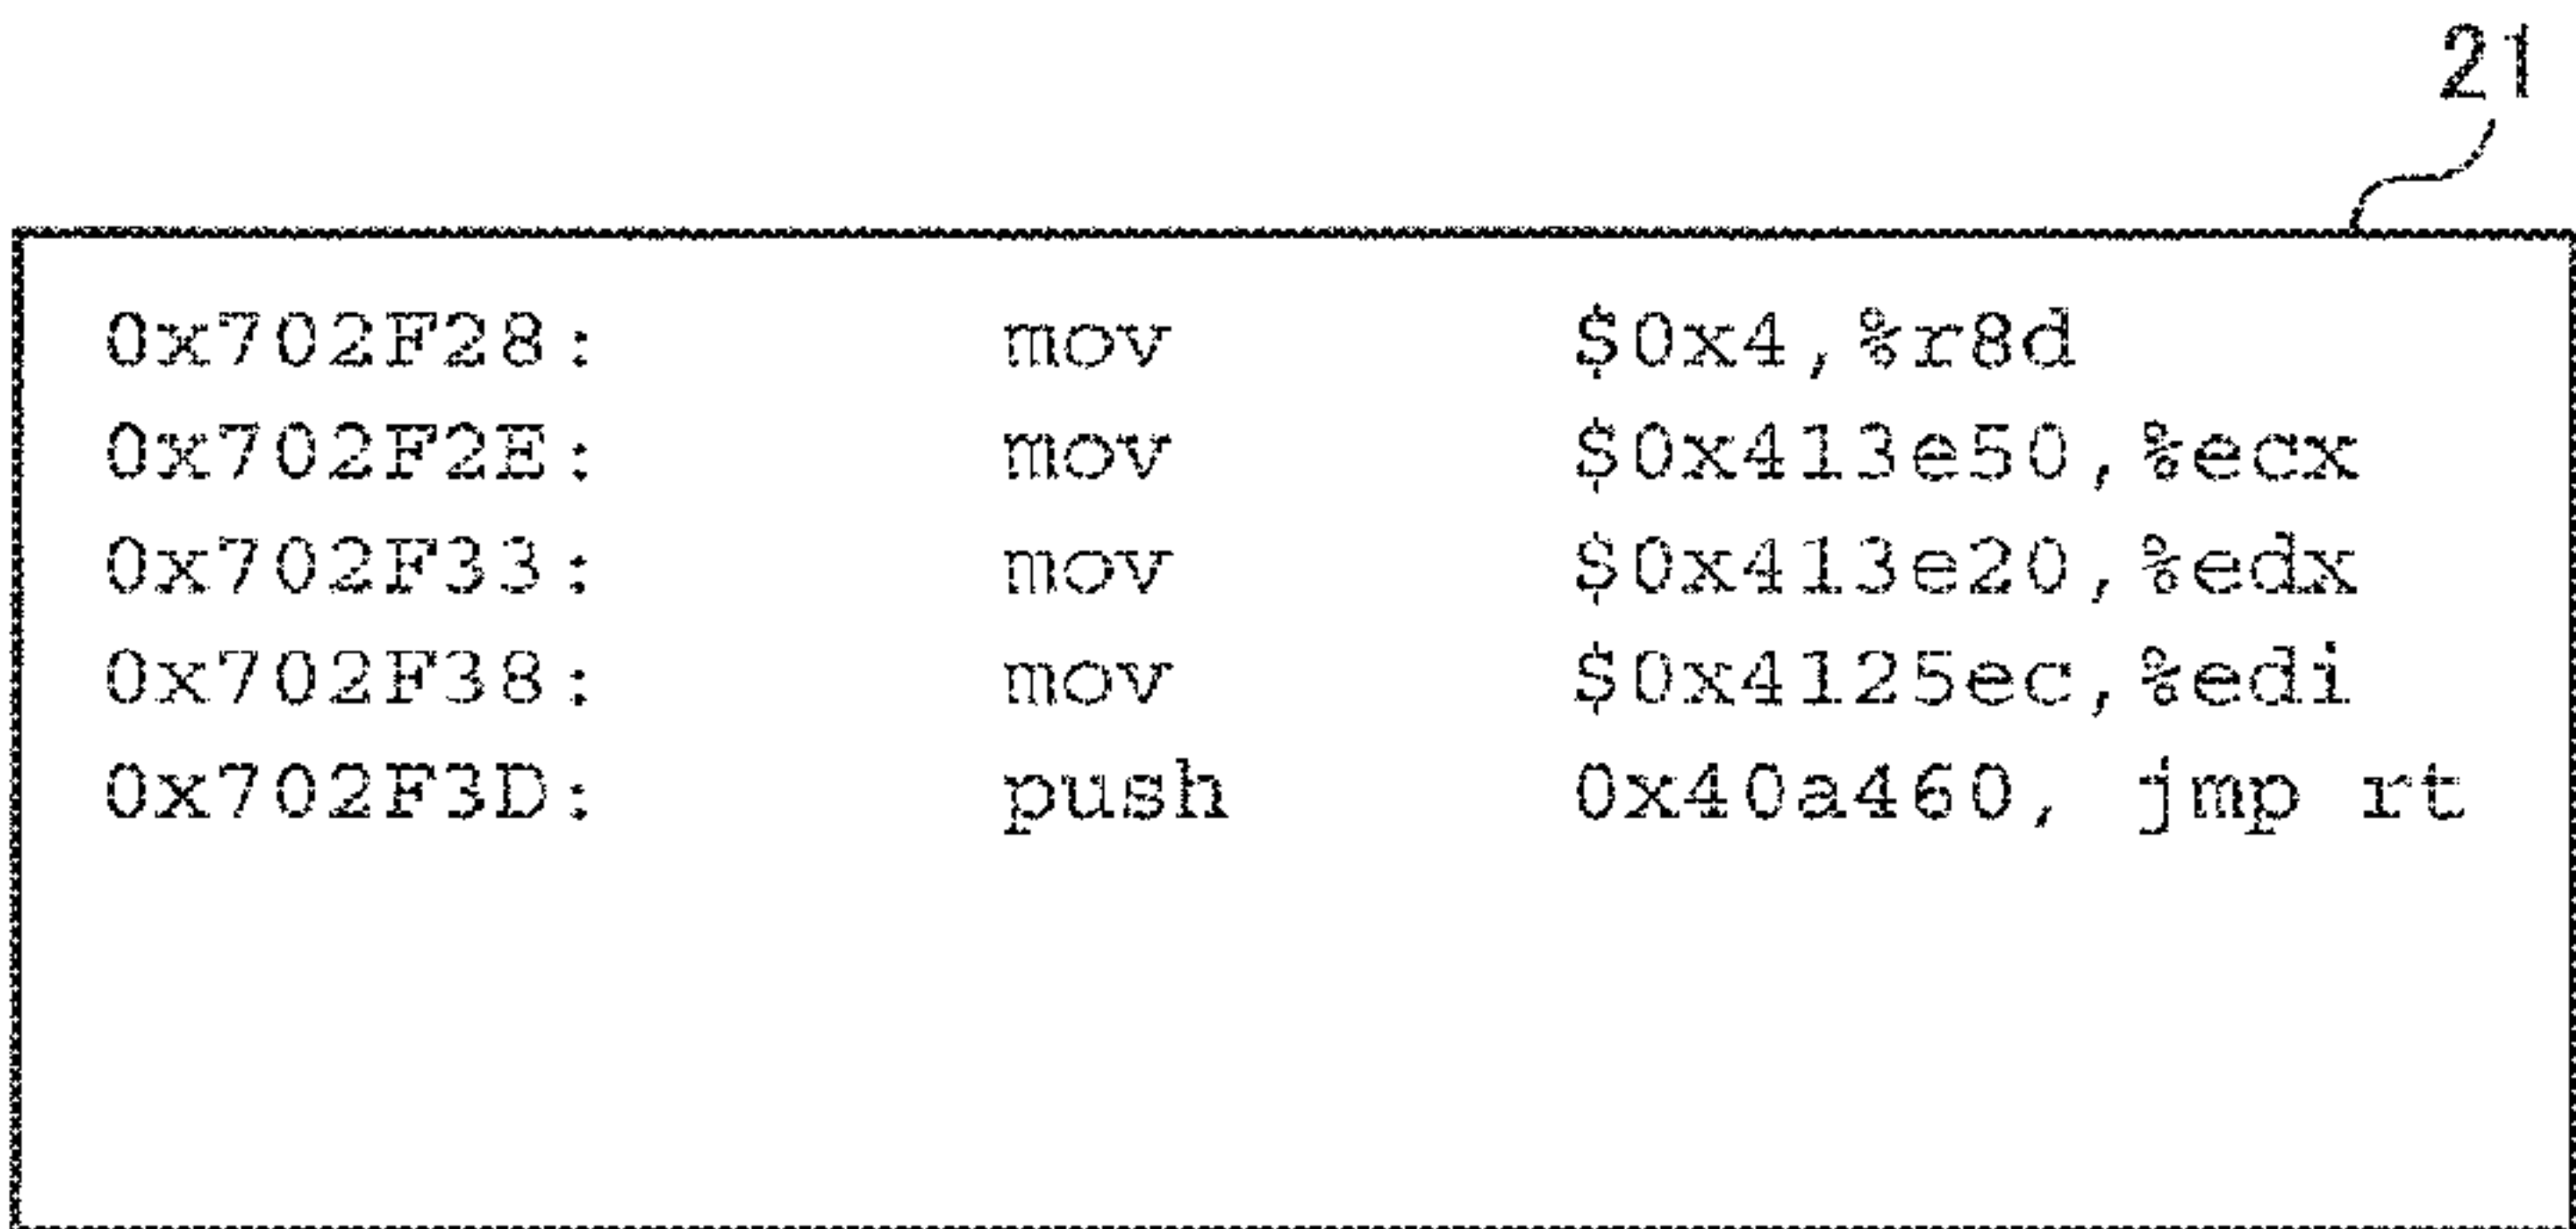 21
0x702F28: mov $0x4,%r8d
0x702F2E: mov $0x413e50,%ecx
0x702F33: mov $0x413e20,%edx
0x702F38: mov $0x4125ec,%edi
0x702F3D: push 0x40a460, jmp rt